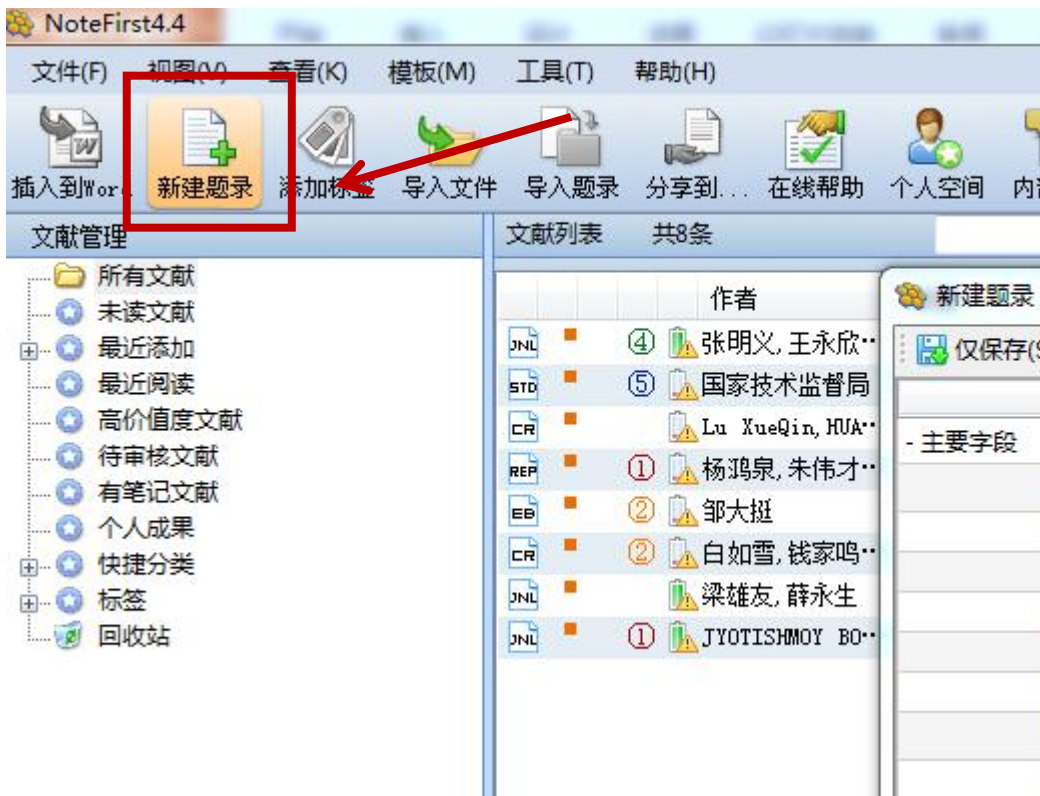 NoteFirst4.4
文件(F) 视图(V) 查看(K) 模板(M) 工具(T) 帮助(H)
插入到Wor 新建题录 添加标签 导入文件 导入题录 分享到... 在线帮助 个人空间 内
文献管理 文献列表 共8条
所有文献
未读文献
最近添加
最近阅读
高价值度文献
待审核文献
有笔记文献
个人成果
快捷分类
标签
回收站
作者
JNL ④ 张明义,王永欣··
STD ⑤ 国家技术监督局
CR Lu XueQin,HUA··
REP ① 杨鸿泉,朱伟才··
EB ② 邹大挺
CR ② 白如雪,钱家鸣··
JNL 梁雄友,薛永生
JNL ① JYOTISHMOY BO··
新建题录
仅保存(S
- 主要字段